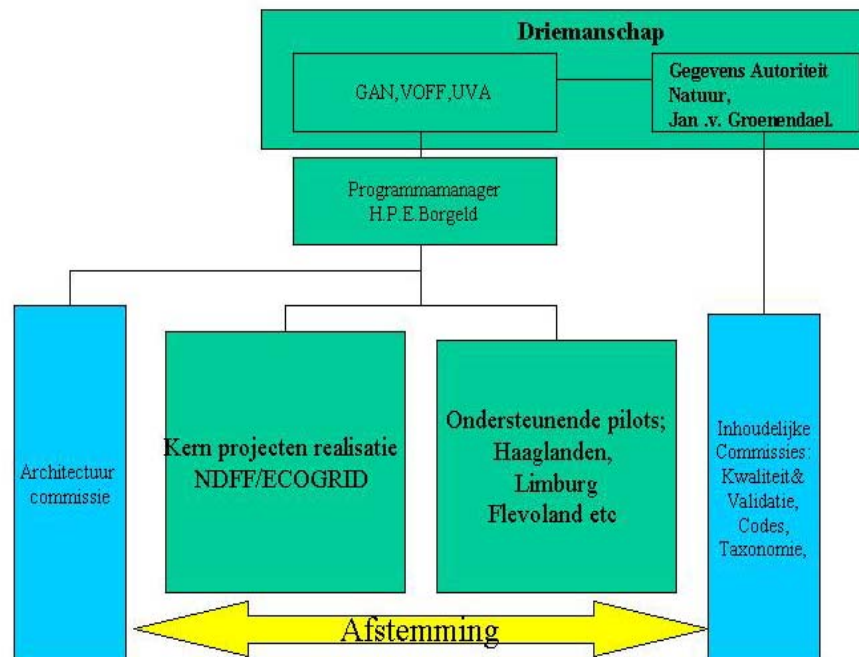 Driemanschap
GAN,VOFF,UVA
Gegevens Autoriteit
Natuur,
Jan .v. Groenendael.
Programmamanager
H.P.E.Borgeld
Architectuur
commissie
Kern projecten realisatie
NDFF/ECOGRID
Ondersteunende pilots;
Haaglanden,
Limburg
Flevoland etc
Inhoudelijke
Commissies:
Kwaliteit&
Validatie,
Codes,
Taxonomie,
Afstemming